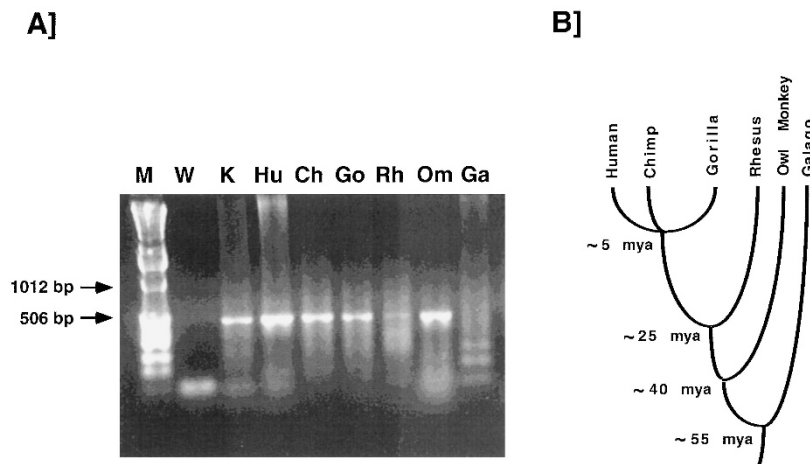 A]
B]
M W K Hu Ch Go Rh Om Ga
1012 bp
506 bp
Human
Chimp
Gorilla
Rhesus
Owl Monkey
Galago
~ 5 mya
~ 25 mya
~ 40 mya
~ 55 mya